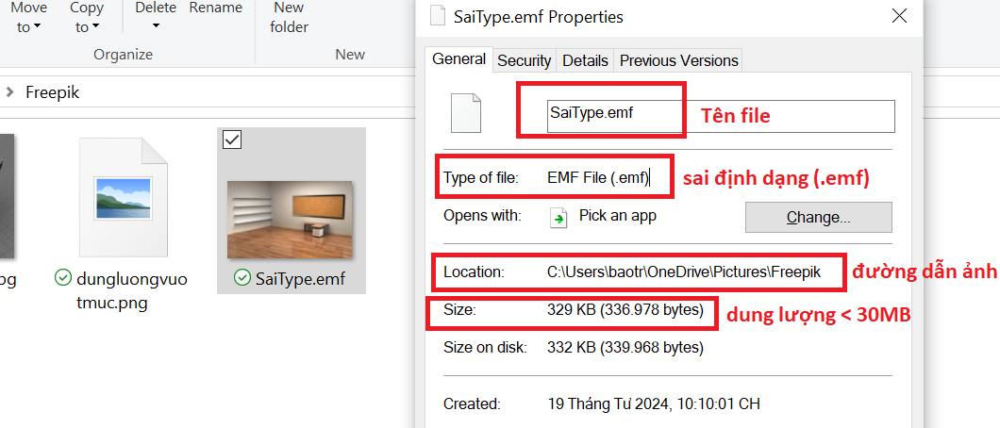 Move
to
Copy
to
Delete
Rename
New
folder
Organize
New
Freepik
pg
dungluongvuo
tmuc.png
SaiType.emf
SaiType.emf Properties
General Security Details Previous Versions
SaiType.emf Tên file
Type of file: EMF File (.emf) sai định dạng (.emf)
Opens with: Pick an app Change...
Location: C:\Users\baotr\OneDrive\Pictures\Freepik đường dẫn ảnh
Size: 329 KB (336.978 bytes) dung lượng < 30MB
Size on disk: 332 KB (339.968 bytes)
Created: 19 Tháng Tư 2024, 10:10:01 CH